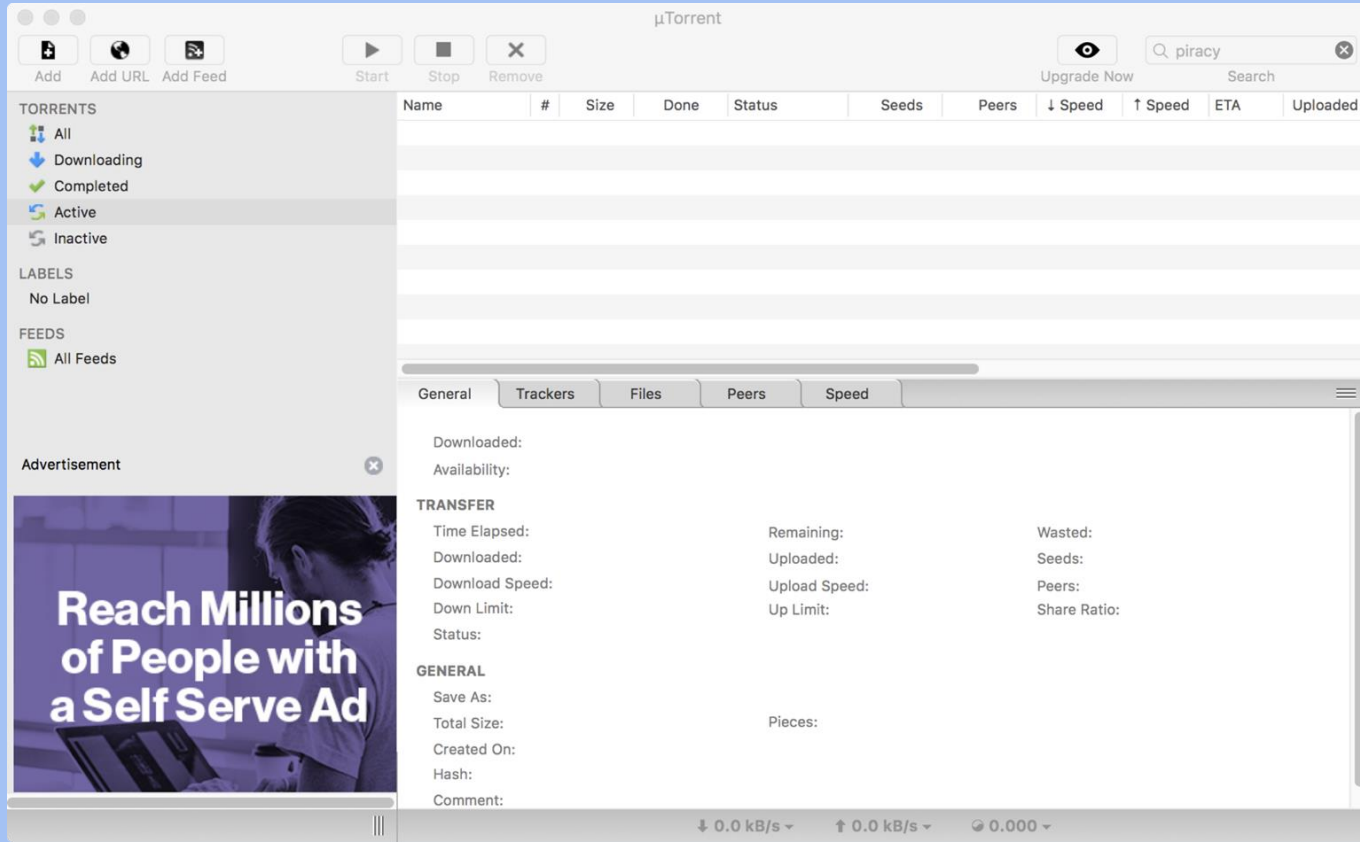 µTorrent
Add Add URL Add Feed Start Stop Remove Upgrade Now piracy Search
TORRENTS
All
Downloading
Completed
Active
Inactive
LABELS
No Label
FEEDS
All Feeds
Advertisement
Reach Millions
of People with
a Self Serve Ad
Name # Size Done Status Seeds Peers ↓ Speed ↑ Speed ETA Uploaded
General Trackers Files Peers Speed
Downloaded:
Availability:
TRANSFER
Time Elapsed: Remaining: Wasted:
Downloaded: Uploaded: Seeds:
Download Speed: Upload Speed: Peers:
Down Limit: Up Limit: Share Ratio:
Status:
GENERAL
Save As:
Total Size: Pieces:
Created On:
Hash:
Comment:
0.0 kB/s 0.0 kB/s 0.000